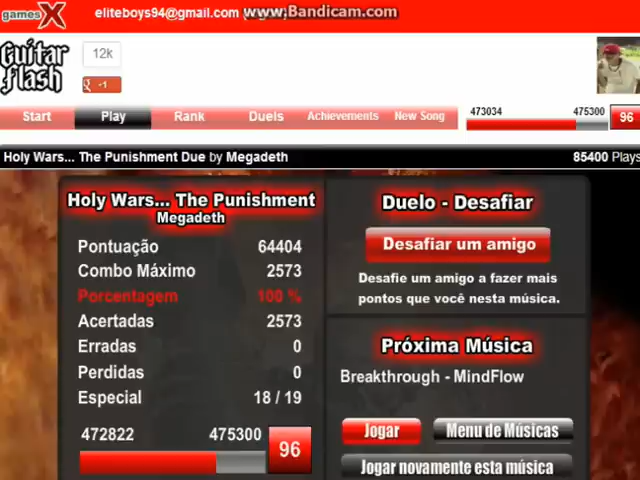 games X
eliteboys94@gmail.com
www.Bandicam.com
Guitar
flash
12k
g +1
Start Play Rank Duels Achievements New Song
473034 475300 96
Holy Wars... The Punishment Due by Megadeth 85400 Plays
Holy Wars... The Punishment
Megadeth
Pontuação 64404
Combo Máximo 2573
Porcentagem 100 %
Acertadas 2573
Erradas 0
Perdidas 0
Especial 18 / 19
472822 475300 96
Duelo - Desafiar
Desafiar um amigo
Desafie um amigo a fazer mais
pontos que você nesta música.
Próxima Música
Breakthrough - MindFlow
Jogar Menu de Músicas
Jogar novamente esta música